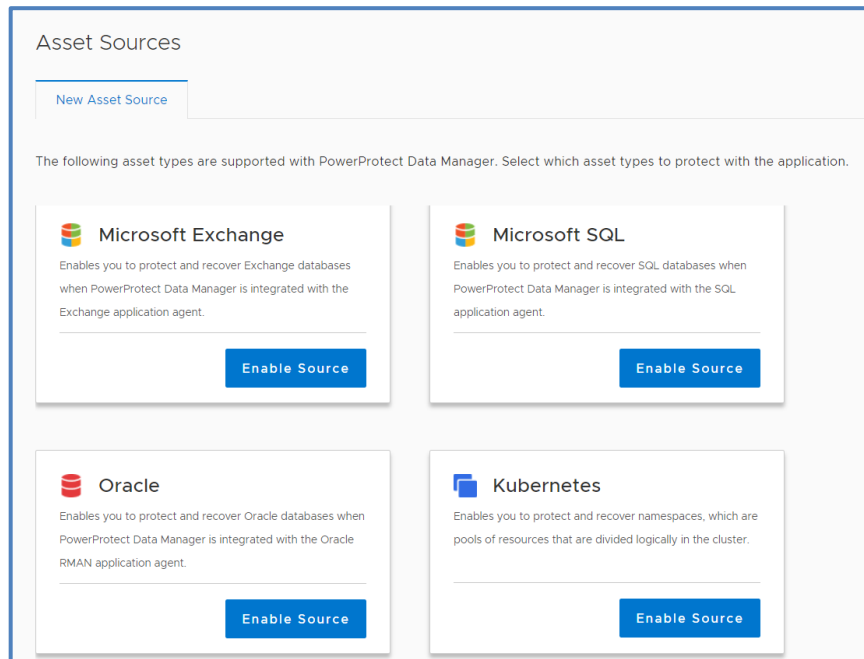 Asset Sources
New Asset Source
The following asset types are supported with PowerProtect Data Manager. Select which asset types to protect with the application.
Microsoft Exchange
Enables you to protect and recover Exchange databases
when PowerProtect Data Manager is integrated with the
Exchange application agent.
Enable Source
Microsoft SQL
Enables you to protect and recover SQL databases when
PowerProtect Data Manager is integrated with the SQL
application agent.
Enable Source
Oracle
Enables you to protect and recover Oracle databases when
PowerProtect Data Manager is integrated with the Oracle
RMAN application agent.
Enable Source
Kubernetes
Enables you to protect and recover namespaces, which are
pools of resources that are divided logically in the cluster.
Enable Source